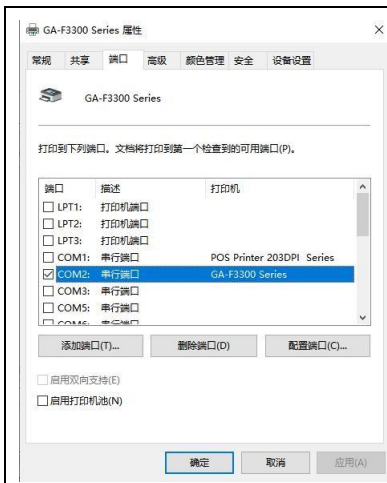 GA-F3300 Series 属性
常规 共享 端口 高级 颜色管理 安全 设备设置
GA-F3300 Series
打印到下列端口。文档将打印到第一个检查到的可用端口(P)。
端口 描述 打印机
LPT1: 打印机端口
LPT2: 打印机端口
LPT3: 打印机端口
COM1: 串行端口 POS Printer 203DPI Series
COM2: 串行端口 GA-F3300 Series
COM3: 串行端口
COM5: 串行端口
COM6: 串行端口
添加端口(T)... 删除端口(D) 配置端口(C)...
启用双向支持(E)
启用打印机池(N)
确定 取消 应用(A)